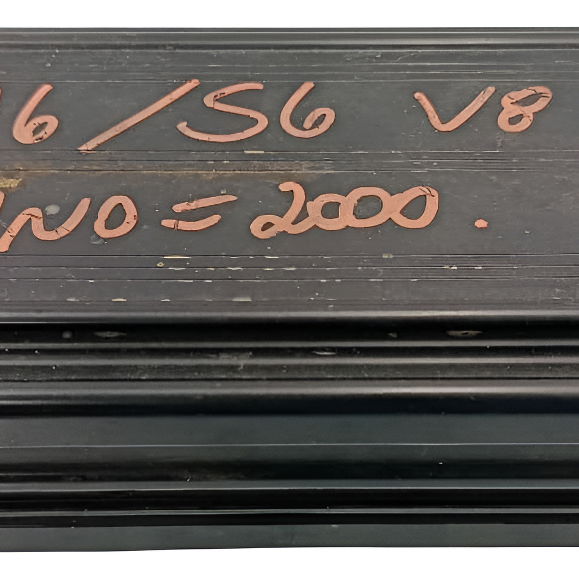 6/S6 V8
NO = 2000.